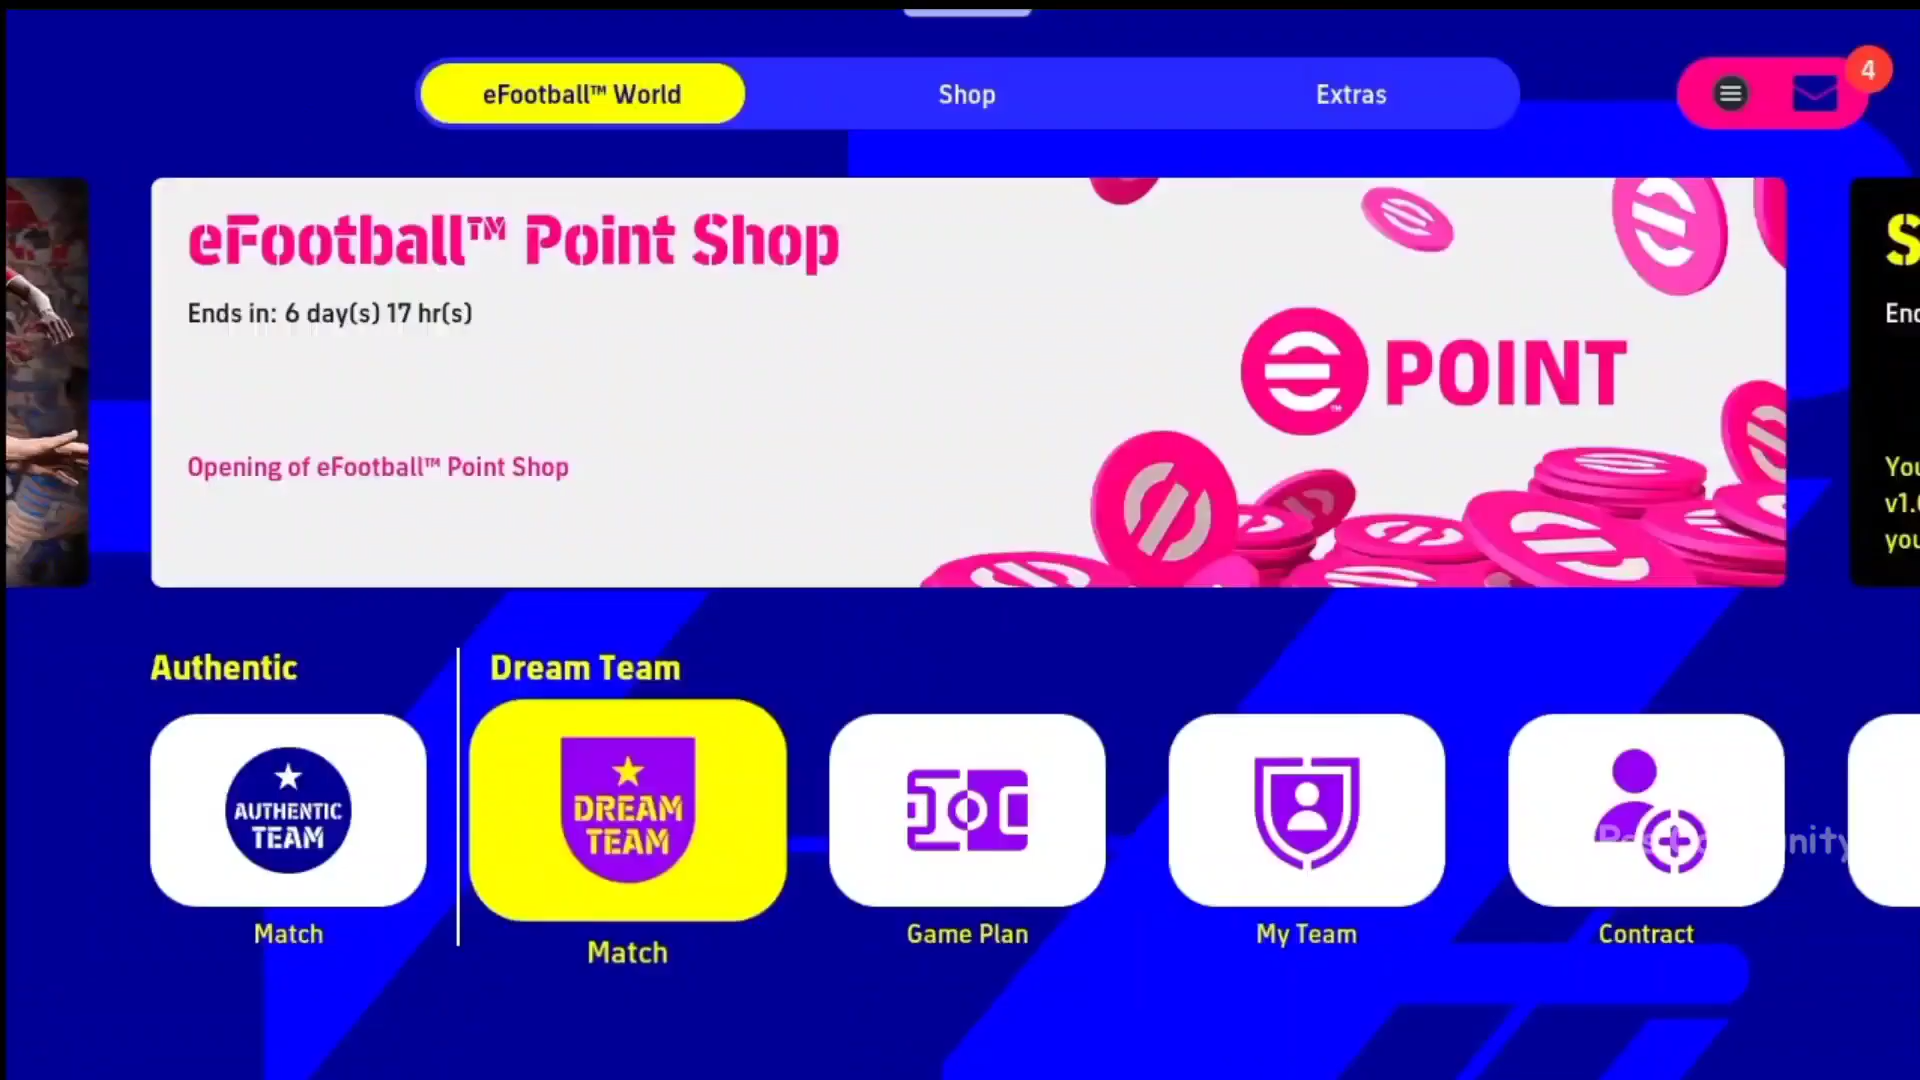 eFootball™ World
Shop
Extras
4
eFootball™ Point Shop
Ends in: 6 day(s) 17 hr(s)
POINT
Opening of eFootball™ Point Shop
Authentic
Dream Team
AUTHENTIC
TEAM
Match
DREAM
TEAM
Match
Game Plan
My Team
Contract